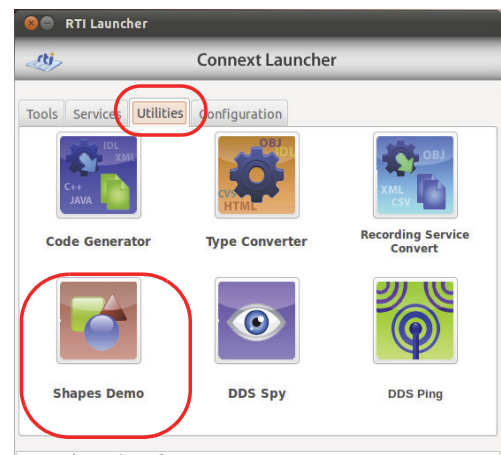 RTI Launcher
rti
Connext Launcher
Tools Services Utilities Configuration
IDL
XML
C++
JAVA
OBJ
IDL
CVS
HTML
OBJ
XML
CSV
Code Generator
Type Converter
Recording Service
Convert
Shapes Demo
DDS Spy
DDS Ping